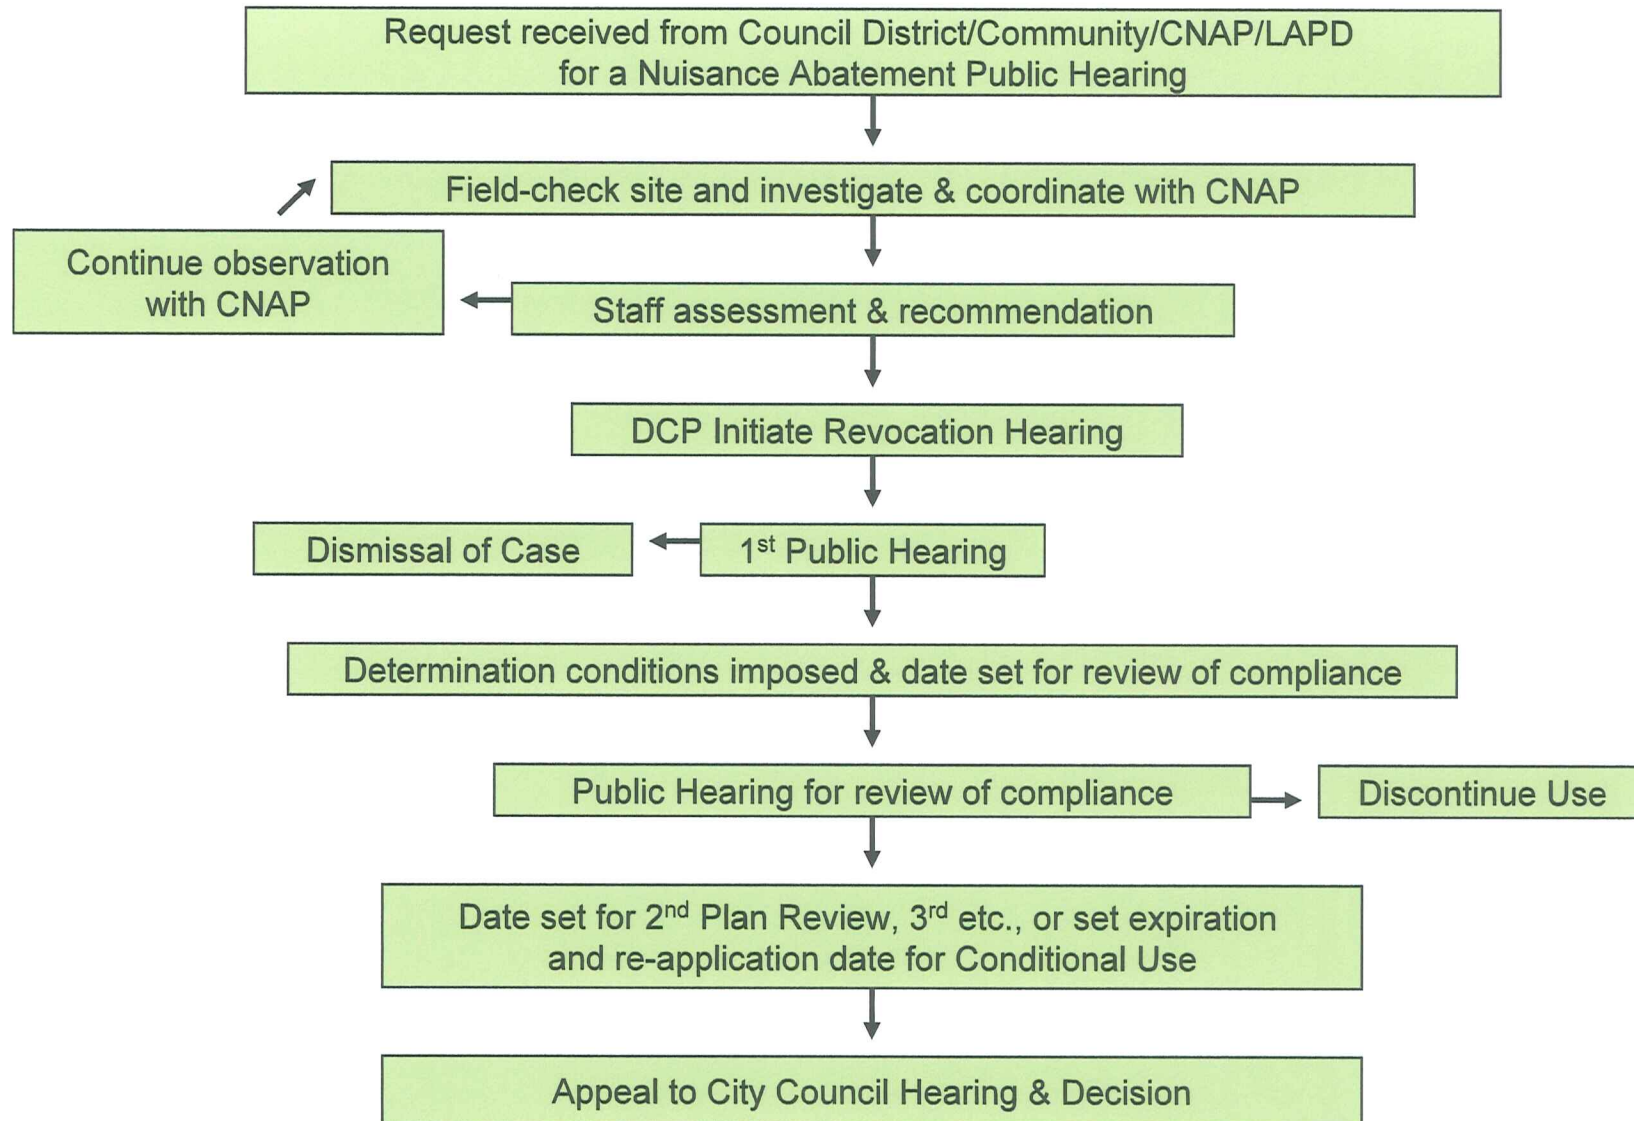 Request received from Council District/Community/CNAP/LAPD
for a Nuisance Abatement Public Hearing
Field-check site and investigate & coordinate with CNAP
Continue observation
with CNAP
Staff assessment & recommendation
DCP Initiate Revocation Hearing
Dismissal of Case
1st Public Hearing
Determination conditions imposed & date set for review of compliance
Public Hearing for review of compliance
Discontinue Use
Date set for 2nd Plan Review, 3rd etc., or set expiration
and re-application date for Conditional Use
Appeal to City Council Hearing & Decision